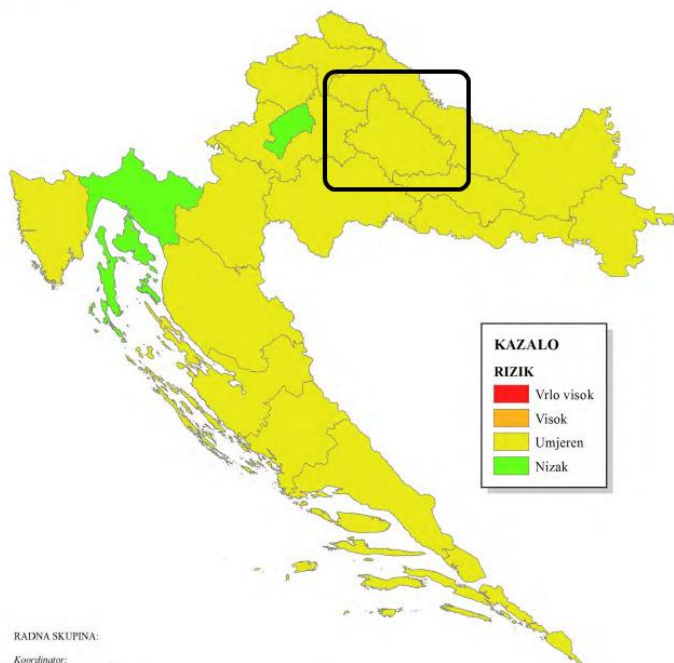 KAZALO
RIZIK
Vrlo visok
Visok
Umjeren
Nizak
RADNA SKUPINA:
Koordinator: